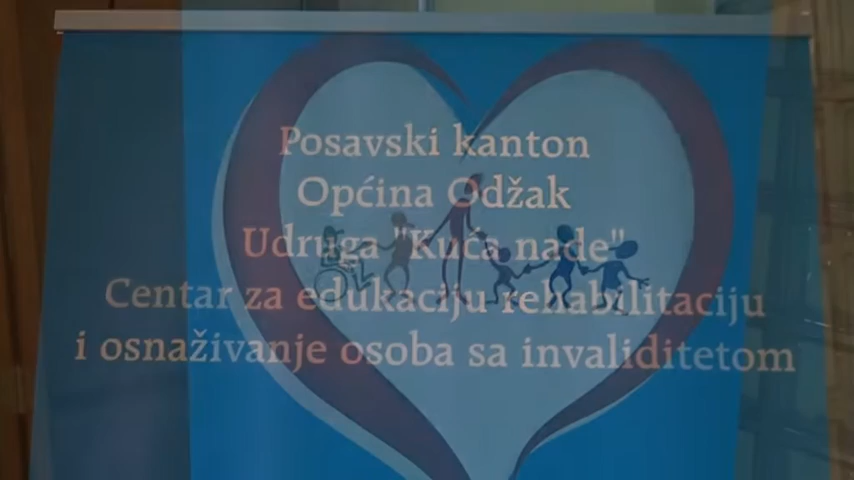 Posavski kanton
Općina Odžak
Udruga "Kuća nade"
Centar za edukaciju rehabilitaciju
i osnaživanje osoba sa invaliditetom